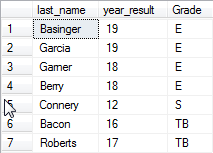 last_name year_result Grade
1 Basinger 19 E
2 Garcia 19 E
3 Garner 18 E
4 Berry 18 E
5 Connery 12 S
6 Bacon 16 TB
7 Roberts 17 TB